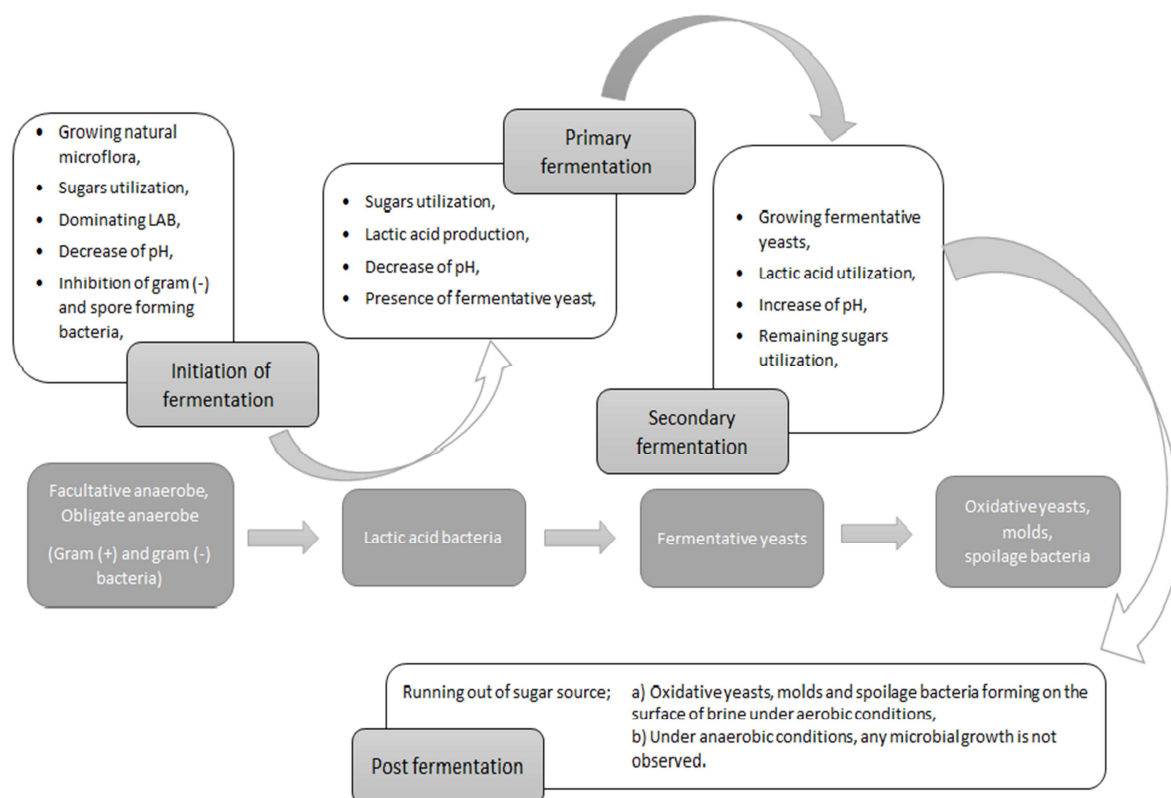 • Growing natural
microflora,
• Sugars utilization,
• Dominating LAB,
• Decrease of pH,
• Inhibition of gram (-)
and spore forming
bacteria,
Initiation of
fermentation
Primary
fermentation
• Sugars utilization,
• Lactic acid production,
• Decrease of pH,
• Presence of fermentative yeast,
• Growing fermentative
yeasts,
• Lactic acid utilization,
• Increase of pH,
• Remaining sugars
utilization,
Secondary
fermentation
Facultative anaerobe,
Obligate anaerobe
(Gram (+) and gram (-)
bacteria)
Lactic acid bacteria
Fermentative yeasts
Oxidative yeasts,
molds,
spoilage bacteria
Running out of sugar source; a) Oxidative yeasts, molds and spoilage bacteria forming on the
surface of brine under aerobic conditions,
b) Under anaerobic conditions, any microbial growth is not
observed.
Post fermentation